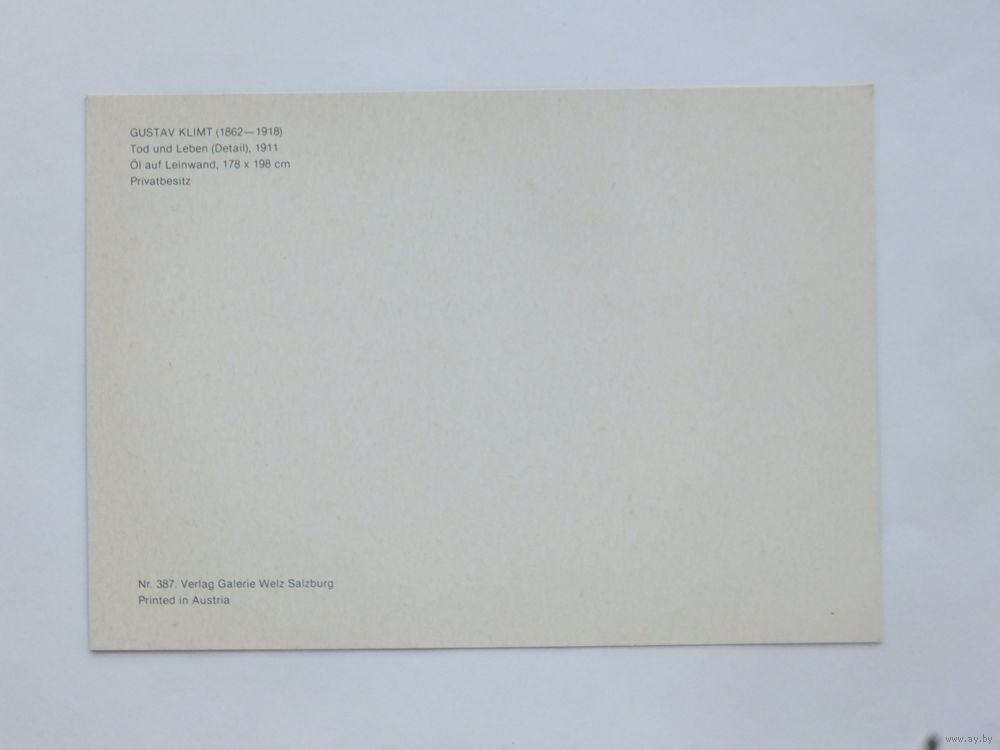 GUSTAV KLIMT (1862—1918)
Tod und Leben (Detail), 1911
Öl auf Leinwand, 178 x 198 cm
Privatbesitz
Nr. 387. Verlag Galerie Welz Salzburg
Printed in Austria
www.ay.by